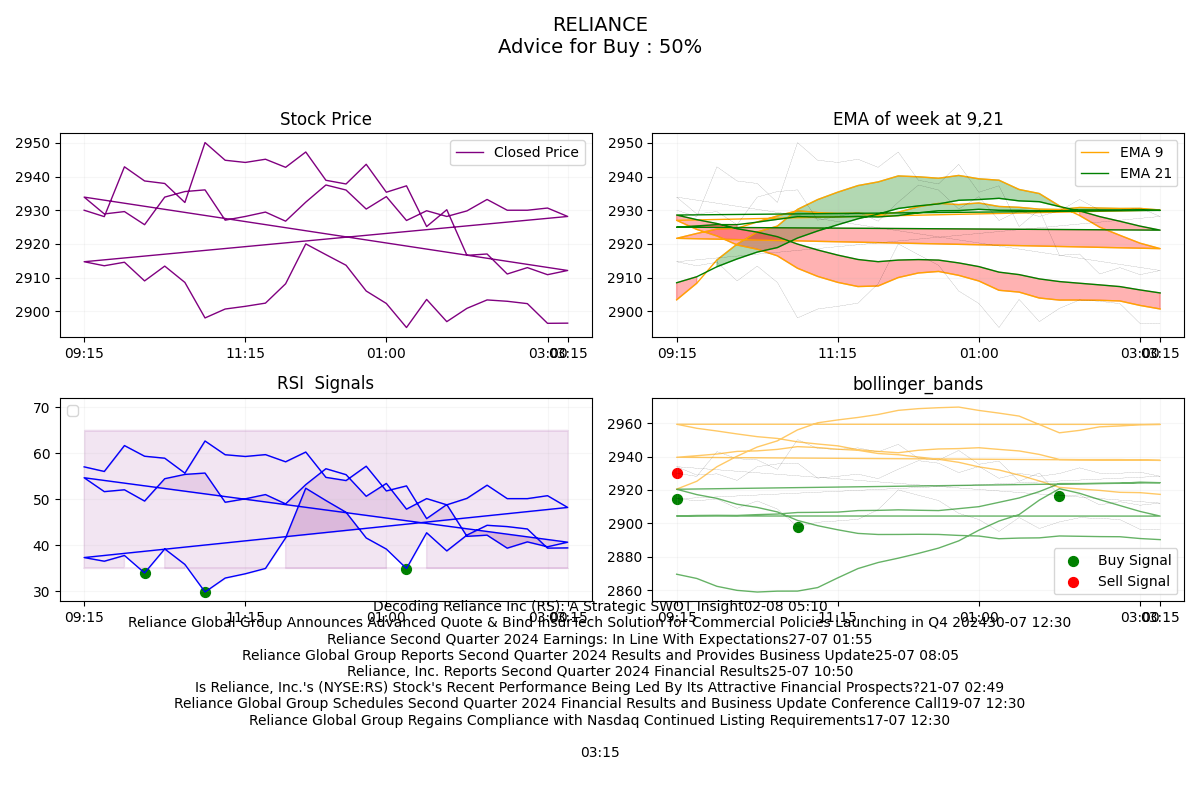 RELIANCE
Advice for Buy : 50%
Stock Price
2950
2940
2930
2920
2910
2900
Closed Price
09:15
11:15
01:00
03:00
03:15
EMA of week at 9,21
2950
2940
2930
2920
2910
2900
EMA 9
EMA 21
09:15
11:15
01:00
03:00
03:15
RSI  Signals
70
60
50
40
30
09:15
11:15
01:00
03:00
03:15
bollinger_bands
2960
2940
2920
2900
2880
2860
Buy Signal
Sell Signal
09:15
11:15
01:00
03:00
03:15
Decoding Reliance Inc (RS): A Strategic SWOT Insight02-08 05:10
Reliance Global Group Announces Advanced Quote & Bind InsurTech Solution for Commercial Policies Launching in Q4 202430-07 12:30
Reliance Second Quarter 2024 Earnings: In Line With Expectations27-07 01:55
Reliance Global Group Reports Second Quarter 2024 Results and Provides Business Update25-07 08:05
Reliance, Inc. Reports Second Quarter 2024 Financial Results25-07 10:50
Is Reliance, Inc.'s (NYSE:RS) Stock's Recent Performance Being Led By Its Attractive Financial Prospects?21-07 02:49
Reliance Global Group Schedules Second Quarter 2024 Financial Results and Business Update Conference Call19-07 12:30
Reliance Global Group Regains Compliance with Nasdaq Continued Listing Requirements17-07 12:30
03:15